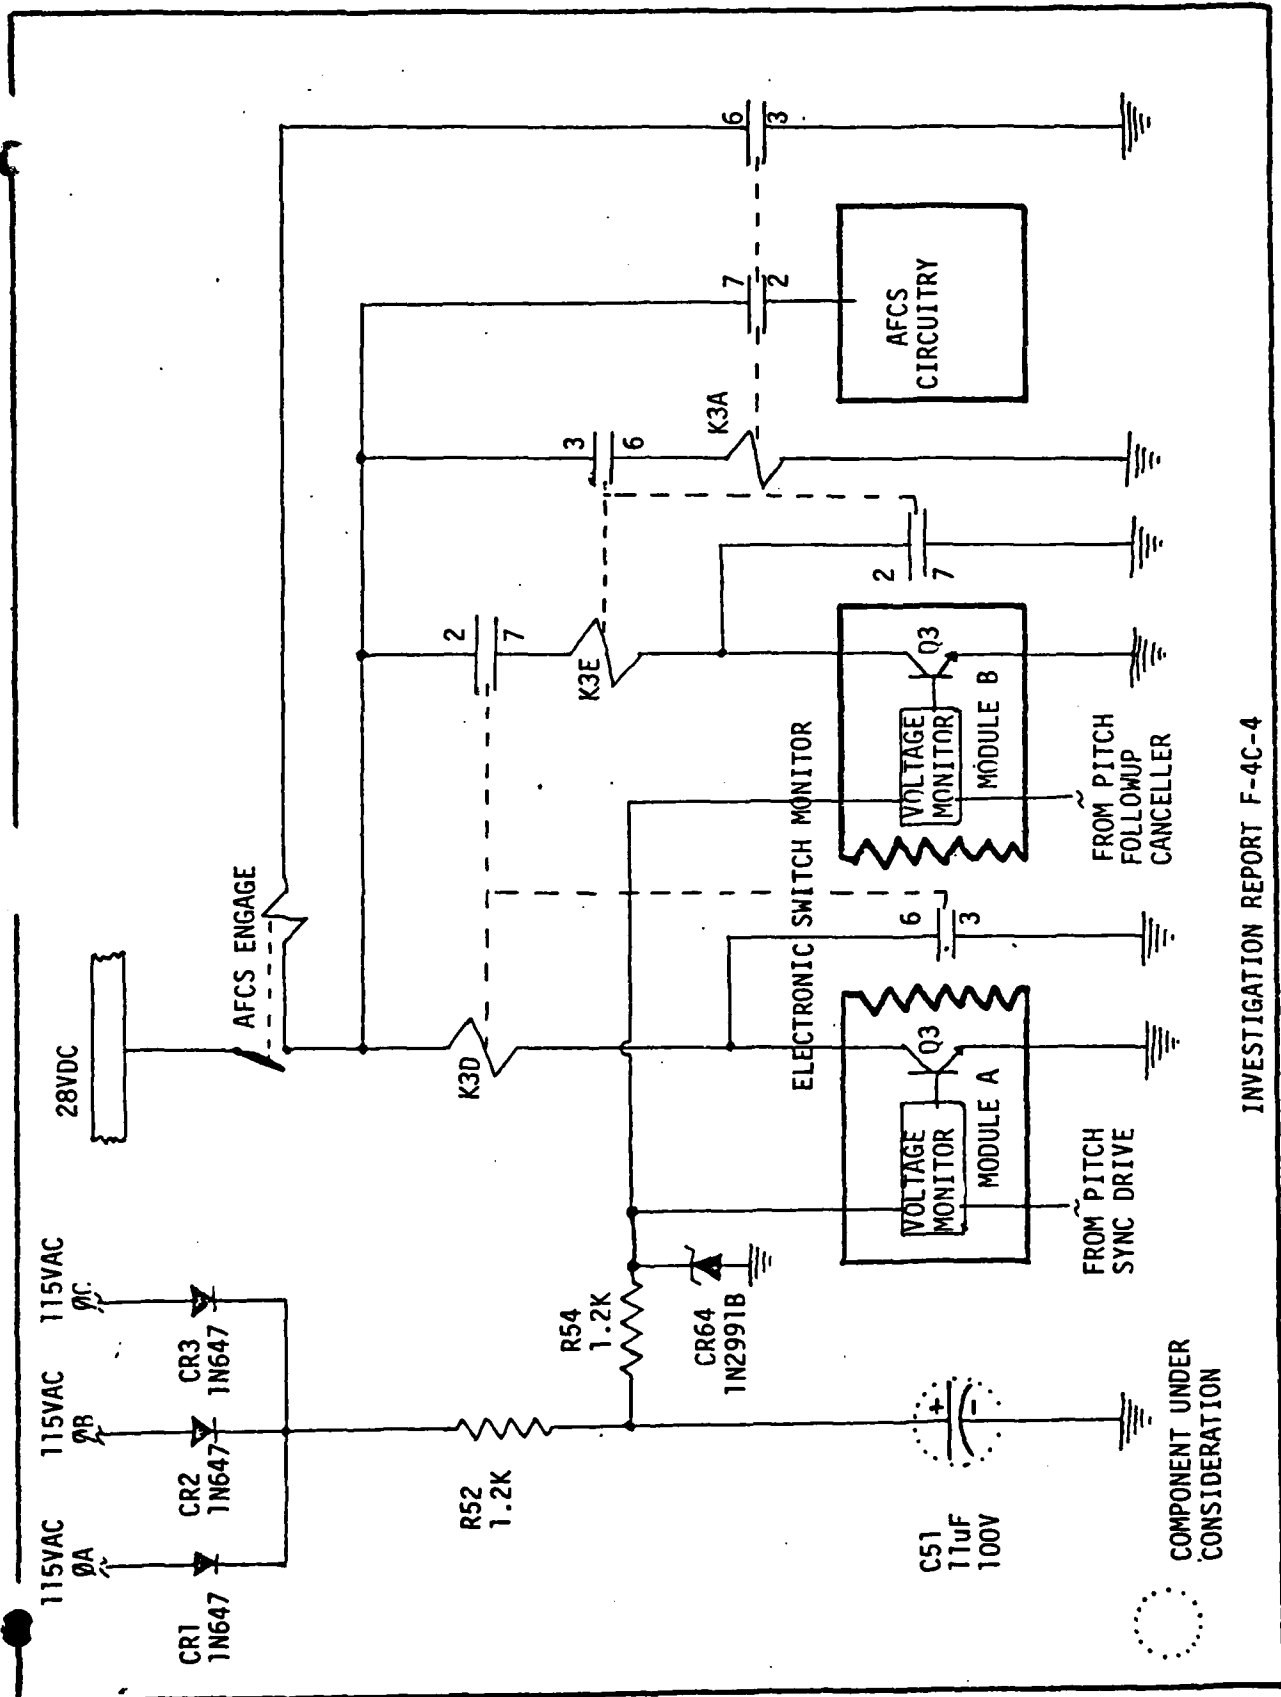 115VAC
ØA
115VAC
ØB
115VAC
ØC
28VDC
CR1
1N647
CR2
1N647
CR3
1N647
AFCS ENGAGE
R52
1.2K
K3D
2
7
K3E
3
6
K3A
7
2
6
3
R54
1.2K
CR64
1N2991B
ELECTRONIC SWITCH MONITOR
C51
11uF
100V
+
-
VOLTAGE
MONITOR
Q3
MODULE A
6
3
VOLTAGE
MONITOR
Q3
MODULE B
2
7
AFCS
CIRCUITRY
FROM PITCH
SYNC DRIVE
FROM PITCH
FOLLOWUP
CANCELLER
COMPONENT UNDER
CONSIDERATION
INVESTIGATION REPORT F-4C-4